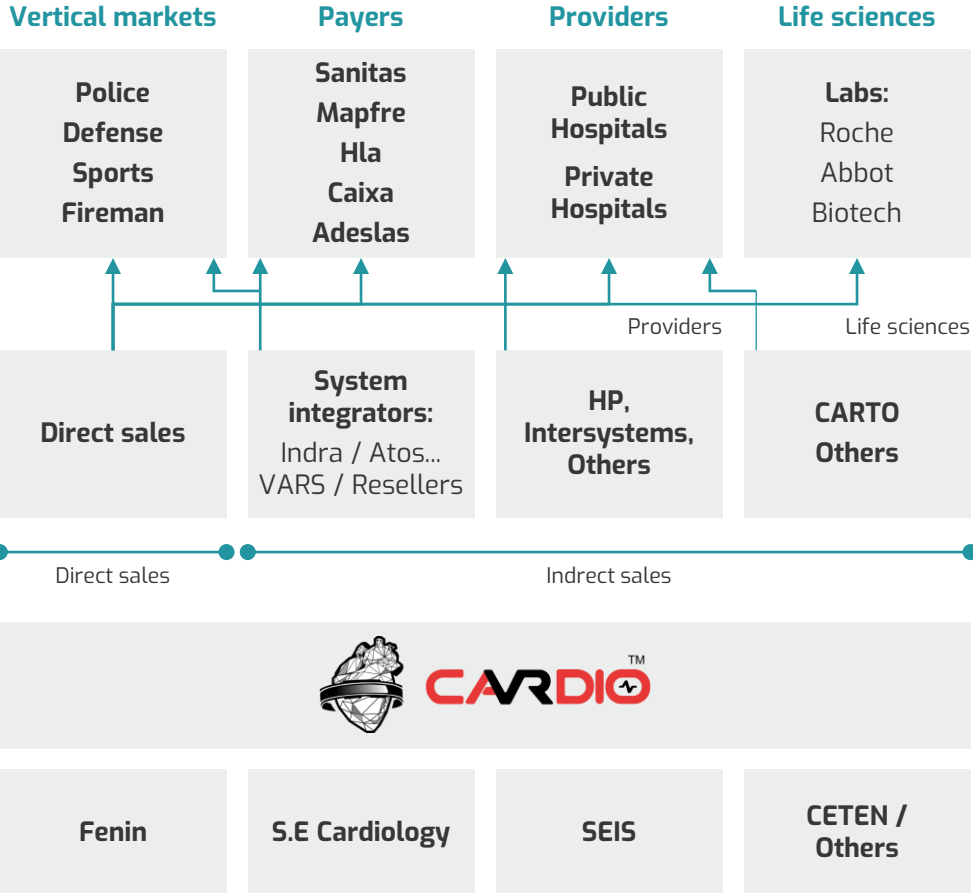 Vertical markets
Payers
Providers
Life sciences
Police
Defense
Sports
Fireman
Sanitas
Mapfre
Hla
Caixa
Adeslas
Public
Hospitals
Private
Hospitals
Labs:
Roche
Abbot
Biotech
Providers
Life sciences
Direct sales
System
integrators:
Indra / Atos...
VARS / Resellers
HP,
Intersystems,
Others
CARTO
Others
Direct sales
Indrect sales
CAVRDIO™
Fenin
S.E Cardiology
SEIS
CETEN /
Others